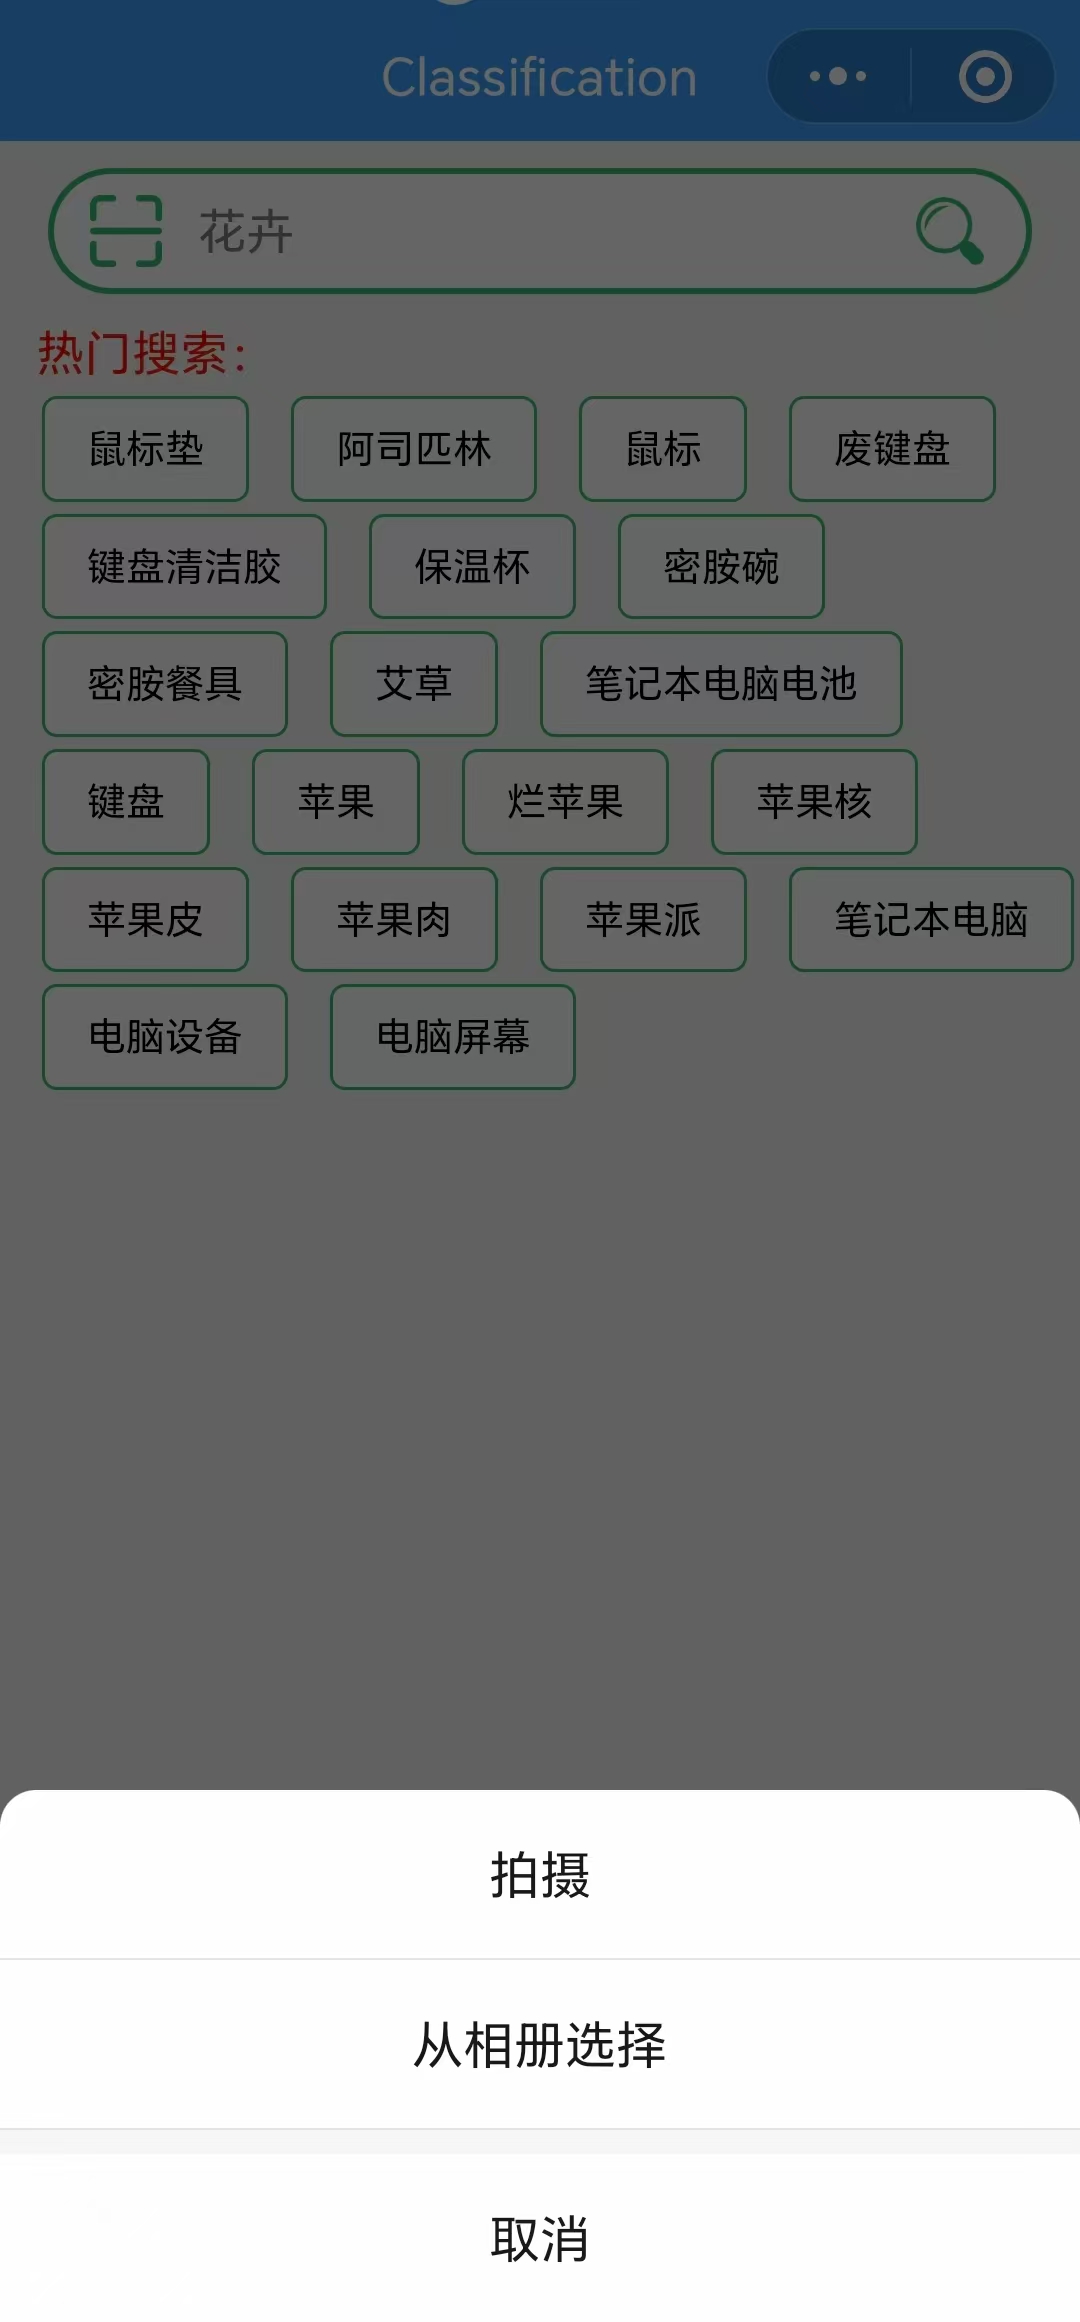 Classification
花卉
热门搜索：
鼠标垫 阿司匹林 鼠标 废键盘
键盘清洁胶 保温杯 密胺碗
密胺餐具 艾草 笔记本电脑电池
键盘 苹果 烂苹果 苹果核
苹果皮 苹果肉 苹果派 笔记本电脑
电脑设备 电脑屏幕
拍摄
从相册选择
取消